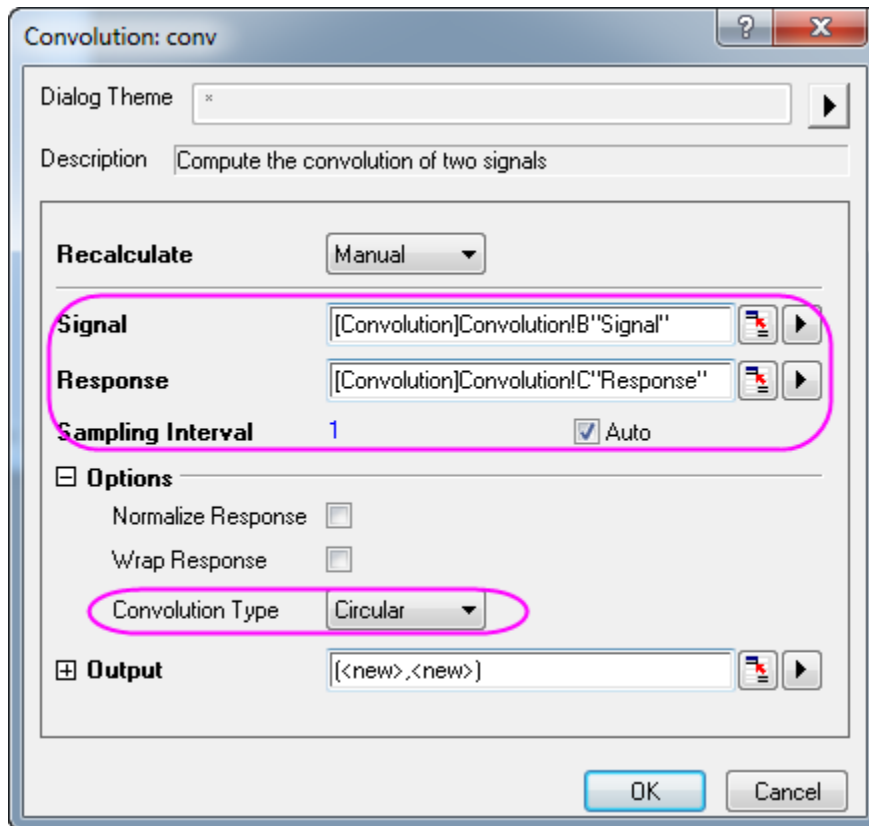 Convolution: conv
Dialog Theme *
Description Compute the convolution of two signals
Recalculate Manual
Signal [Convolution]Convolution!B"Signal"
Response [Convolution]Convolution!C"Response"
Sampling Interval 1 Auto
Options
Normalize Response
Wrap Response
Convolution Type Circular
Output (<new>,<new>)
OK Cancel